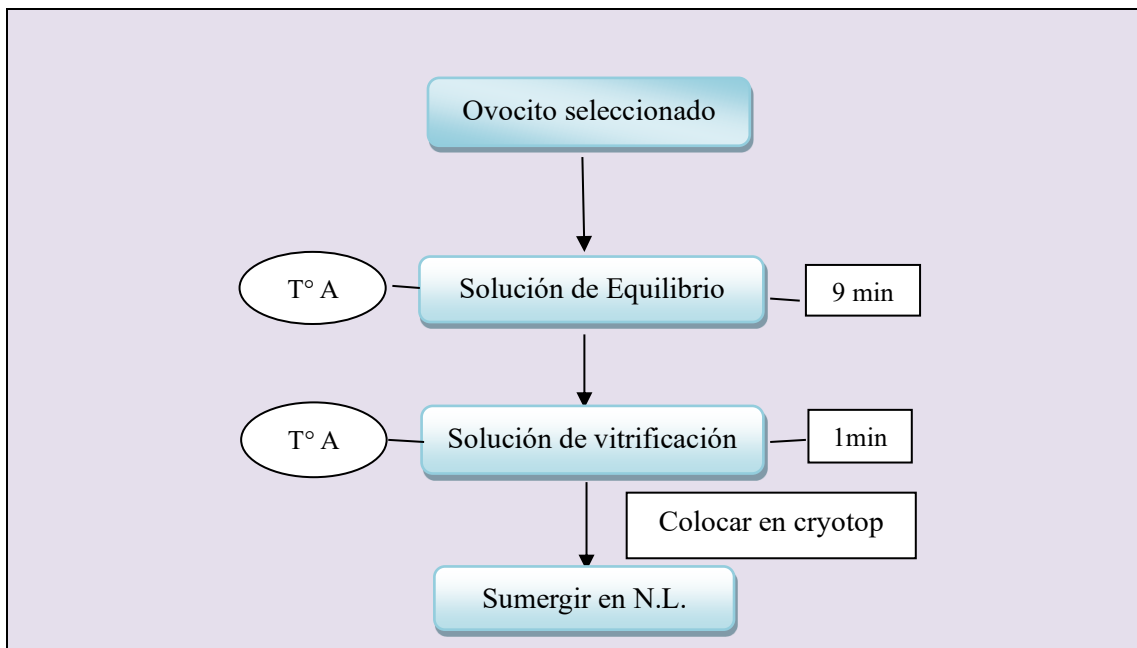 Ovocito seleccionado
T° A
Solución de Equilibrio
9 min
T° A
Solución de vitrificación
1min
Colocar en cryotop
Sumergir en N.L.